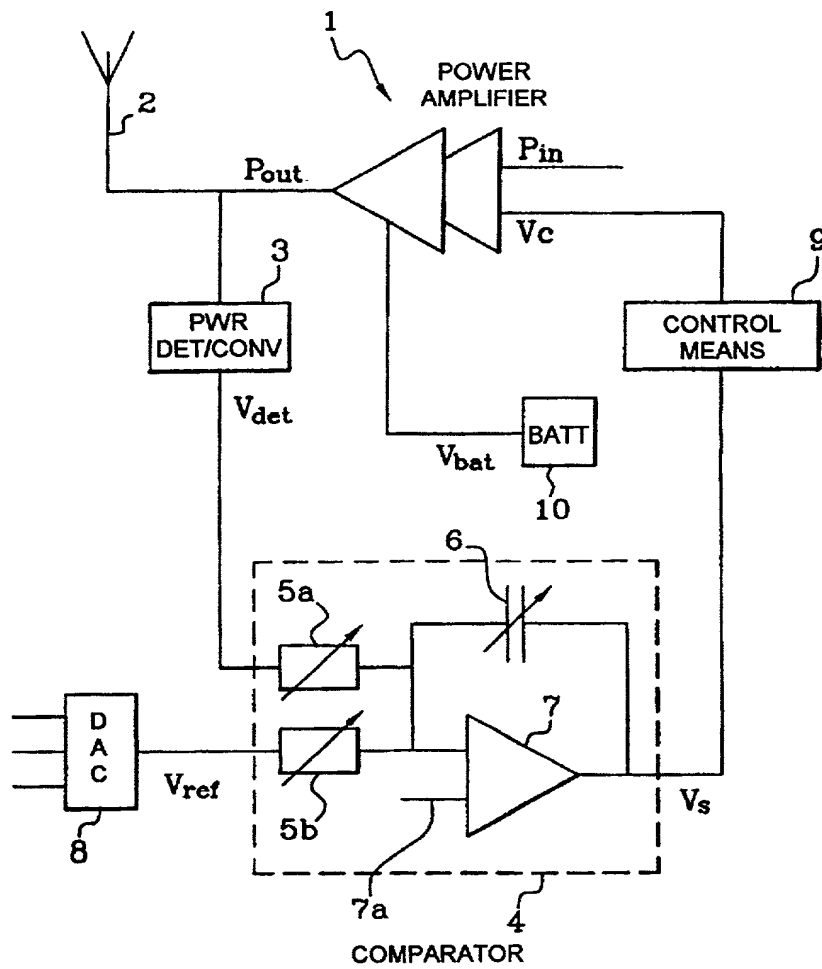 1
POWER
AMPLIFIER
2
Pout
Pin
Vc
3
PWR
DET/CONV
9
CONTROL
MEANS
Vdet
BATT
Vbat
10
6
5a
7
D
A
C
Vref
5b
Vs
8
7a
4
COMPARATOR